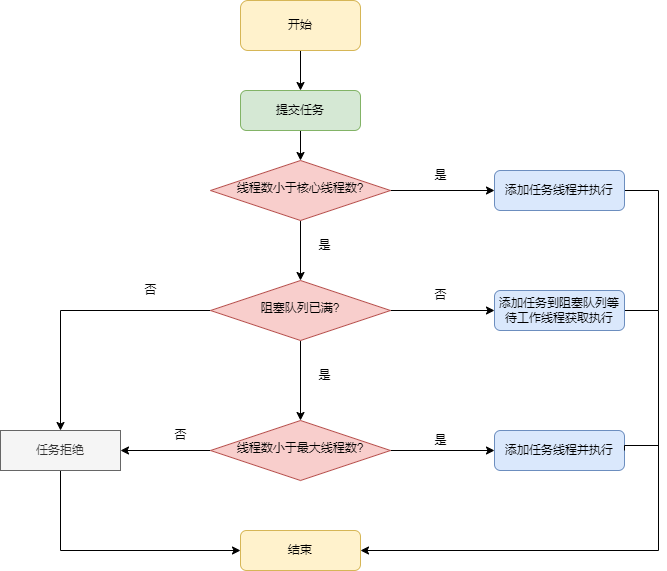 开始
提交任务
线程数小于核心线程数?
是
添加任务线程并执行
是
否
阻塞队列已满?
否
添加任务到阻塞队列等
待工作线程获取执行
是
任务拒绝
否
线程数小于最大线程数?
是
添加任务线程并执行
结束